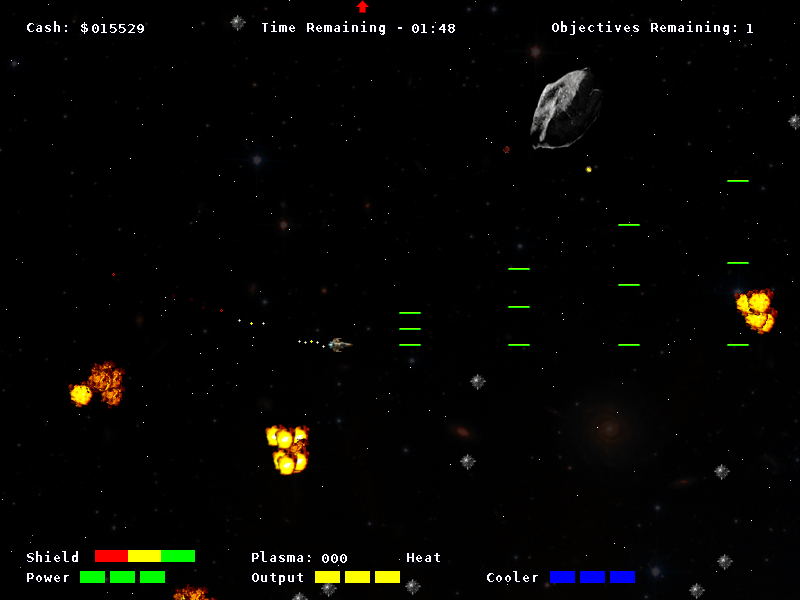 Cash: $015529 Time Remaining - 01:48 Objectives Remaining: 1
Shield Plasma: 000 Heat
Power Output Cooler